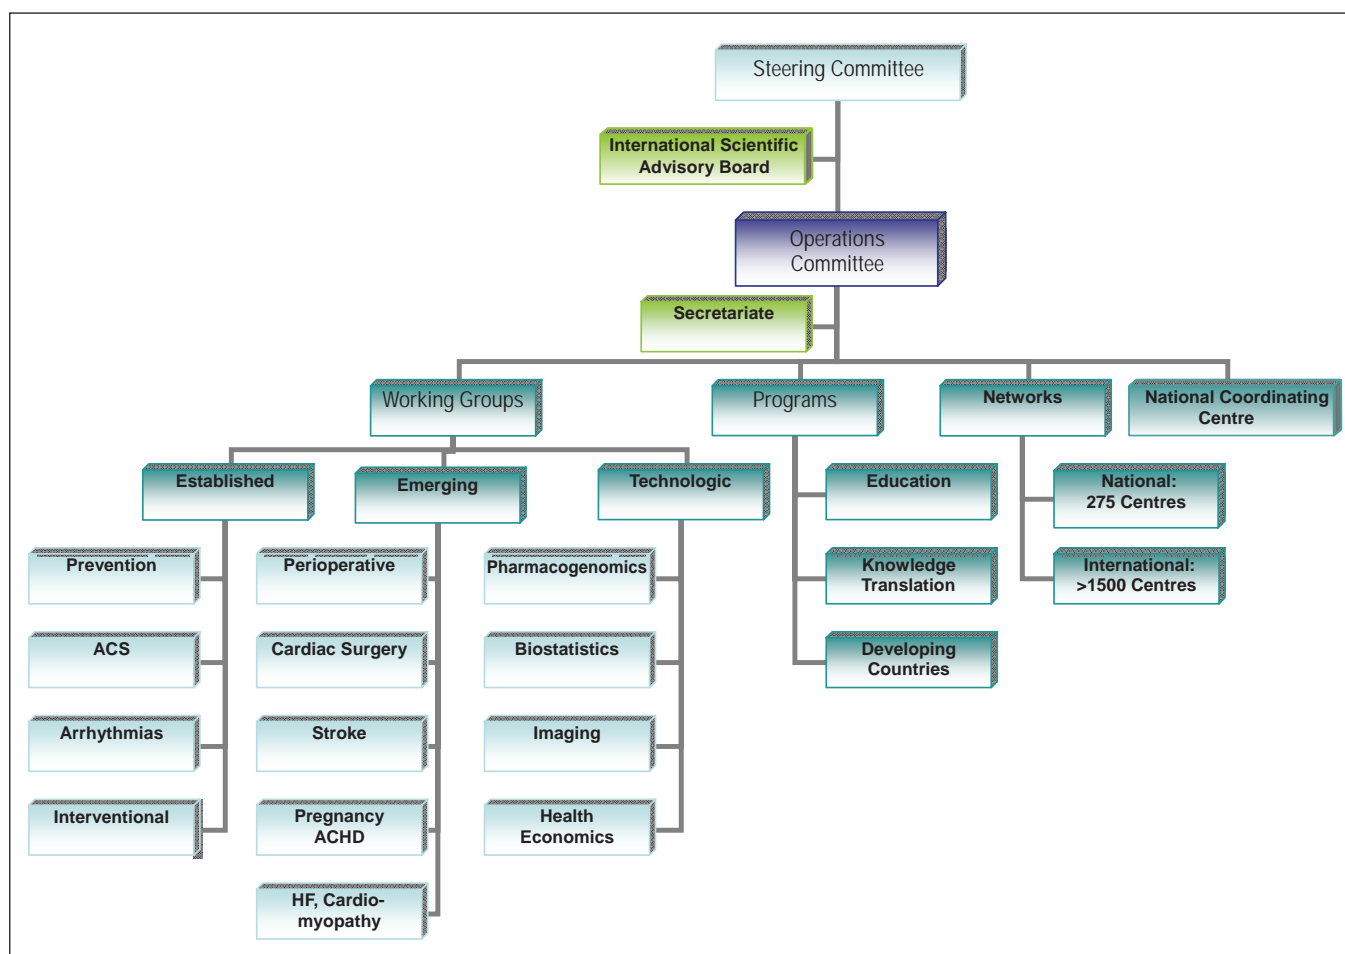 Steering Committee
International Scientific
Advisory Board
Operations
Committee
Secretariate
Working Groups
Programs
Networks
National Coordinating
Centre
Established
Emerging
Technologic
Education
National:
275 Centres
Prevention
Perioperative
Pharmacogenomics
Knowledge
Translation
International:
>1500 Centres
ACS
Cardiac Surgery
Biostatistics
Developing
Countries
Arrhythmias
Stroke
Imaging
Interventional
Pregnancy
ACHD
Health
Economics
HF, Cardio-
myopathy